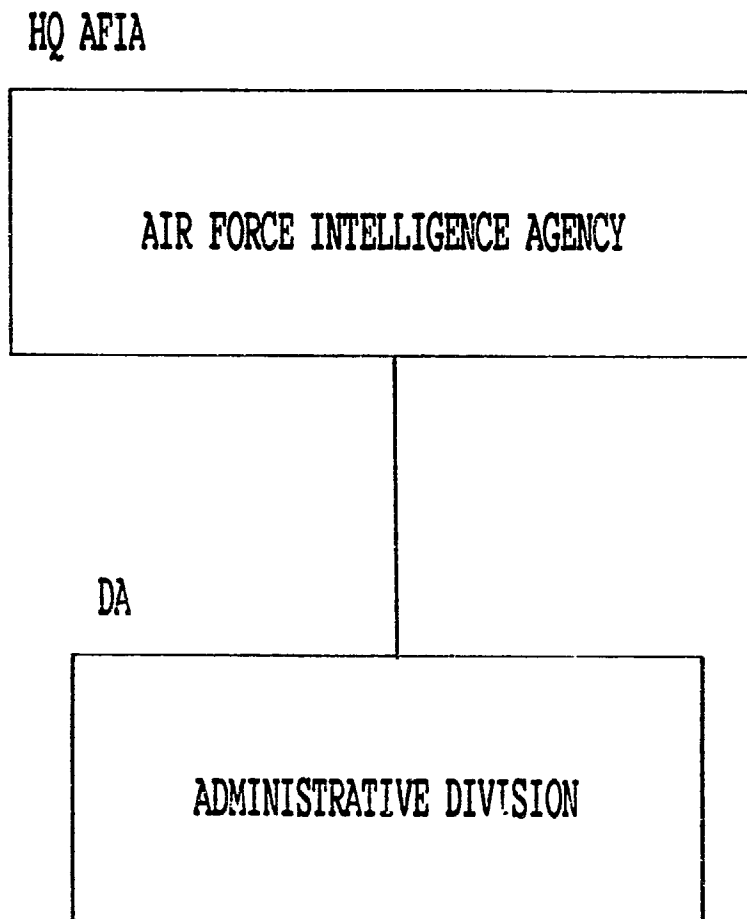 HQ AFIA
AIR FORCE INTELLIGENCE AGENCY
DA
ADMINISTRATIVE DIVISION